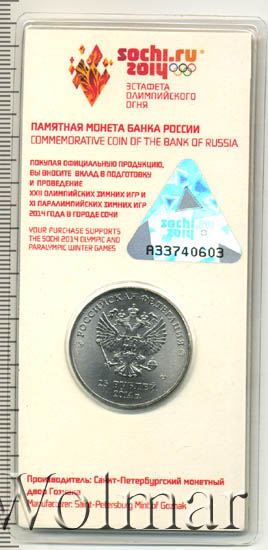 sochi.ru
2014
ЭСТАФЕТА
ОЛИМПИЙСКОГО
ОГНЯ
ПАМЯТНАЯ МОНЕТА БАНКА РОССИИ
COMMEMORATIVE COIN OF THE BANK OF RUSSIA
ПОКУПАЯ ОФИЦИАЛЬНУЮ ПРОДУКЦИЮ,
ВЫ ВНОСИТЕ ВКЛАД В ПОДГОТОВКУ
И ПРОВЕДЕНИЕ
XXII ОЛИМПИЙСКИХ ЗИМНИХ ИГР И
XI ПАРАЛИМПИЙСКИХ ЗИМНИХ ИГР
2014 ГОДА В ГОРОДЕ СОЧИ
YOUR PURCHASE SUPPORTS
THE SOCHI 2014 OLYMPIC AND
PARALYMPIC WINTER GAMES
sochi.ru
2014
A33740603
РОССИЙСКАЯ ФЕДЕРАЦИЯ
25 РУБЛЕЙ
Производитель: Санкт-Петербургский монетный
двор Гознака
Manufacturer: Saint-Petersburg Mint of Goznak
Wolmar